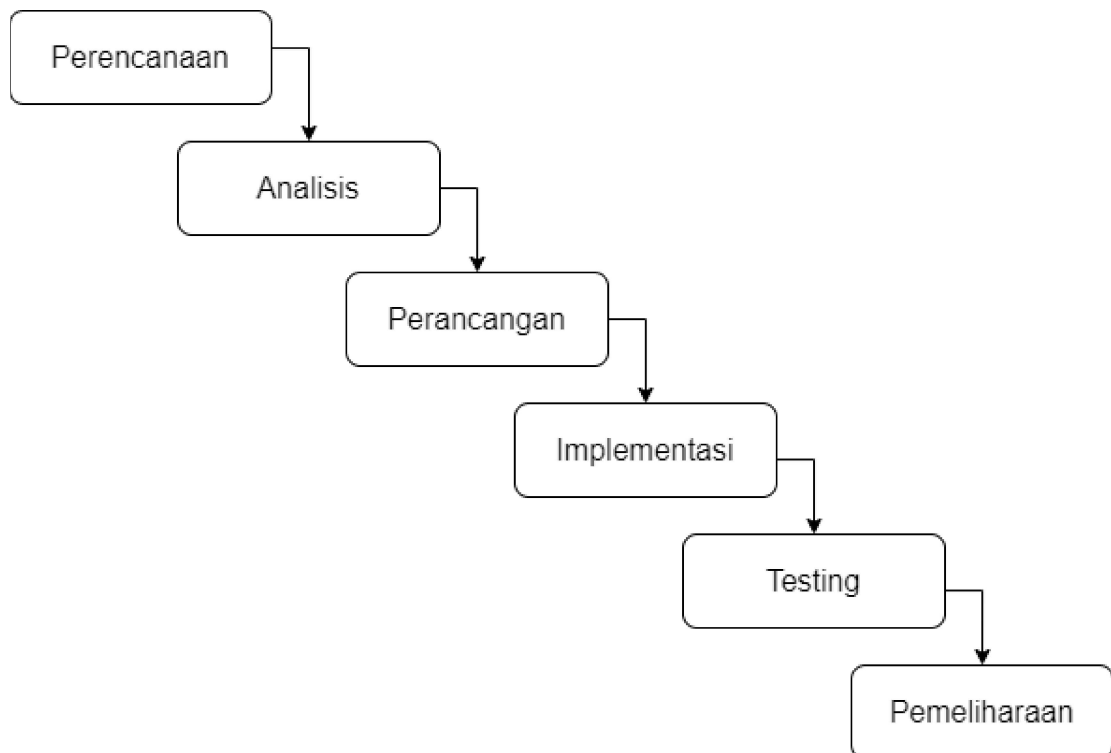 Perencanaan
Analisis
Perancangan
Implementasi
Testing
Pemeliharaan